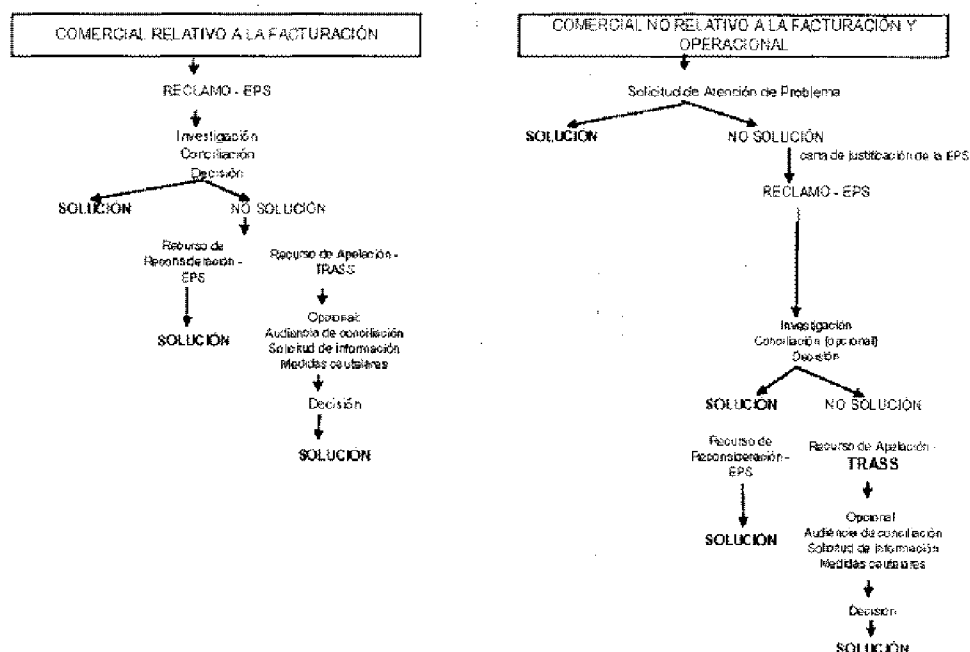 COMERCIAL RELATIVO A LA FACTURACIÓN
RECLAMO - EPS
Investigación
Conciliación
Decisión
SOLUCIÓN
NO SOLUCIÓN
Recurso de
Reconsideración -
EPS
SOLUCIÓN
Recurso de Apelación -
TRASS
Opcional:
Audiencia de conciliación
Solicitud de información
Medidas cautelares
Decisión
SOLUCIÓN
COMERCIAL NO RELATIVO A LA FACTURACIÓN Y
OPERACIONAL
Solicitud de Atención de Problema
SOLUCIÓN
NO SOLUCIÓN
carta de justificación de la EPS
RECLAMO - EPS
Investigación
Conciliación (opcional)
Decisión
SOLUCIÓN
NO SOLUCIÓN
Recurso de
Reconsideración -
EPS
SOLUCIÓN
Recurso de Apelación -
TRASS
Opcional
Audiencia de conciliación
Solicitud de información
Medidas cautelares
Decisión
SOLUCIÓN